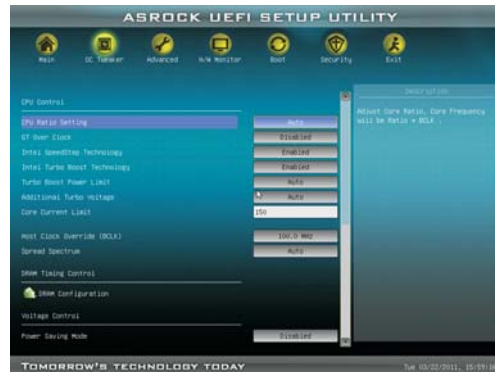 ASROCK UEFI SETUP UTILITY
Main OC Tweaker Advanced H/W Monitor Boot Security Exit
Description
CPU Control
Adjust Core Ratio, Core Frequency will be Ratio * BCLK .
CPU Ratio Setting Auto
GT Over Clock Disabled
Intel SpeedStep Technology Enabled
Intel Turbo Boost Technology Enabled
Turbo Boost Power Limit Auto
Additional Turbo Voltage Auto
Core Current Limit 150
Host Clock Override (BCLK) 100.0 MHz
Spread Spectrum Auto
DRAM Timing Control
DRAM Configuration
Voltage Control
Power Saving Mode Disabled
TOMORROW'S TECHNOLOGY TODAY
Tue 03/22/2011,